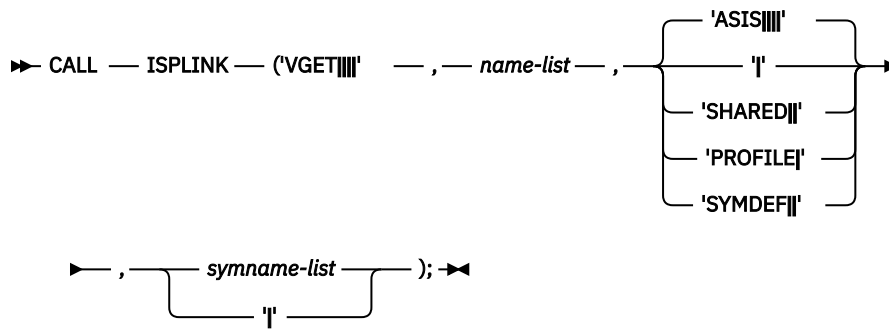 'ASIS||||'
CALL ISPLINK ('VGET||||' , name-list , '|'
'SHARED||'
'PROFILE|'
'SYMDEF||'
, symname-list );
'|'